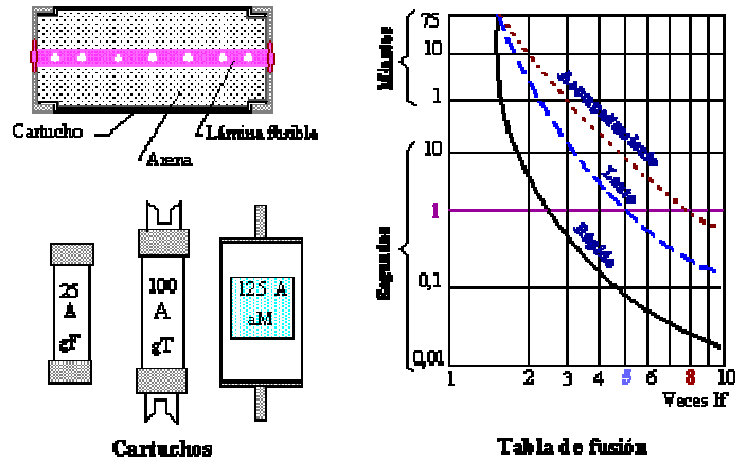 Cartucho
Lámina fusible
Arena
25
A
gF
100
A
gT
125 A
aM
Cartuchos
Minutos
Segundos
75
10
1
10
1
0,1
0,01
Acompañamiento
Lento
Rápido
1 2 3 4 5 6 8 10
Veces If
Tabla de fusión